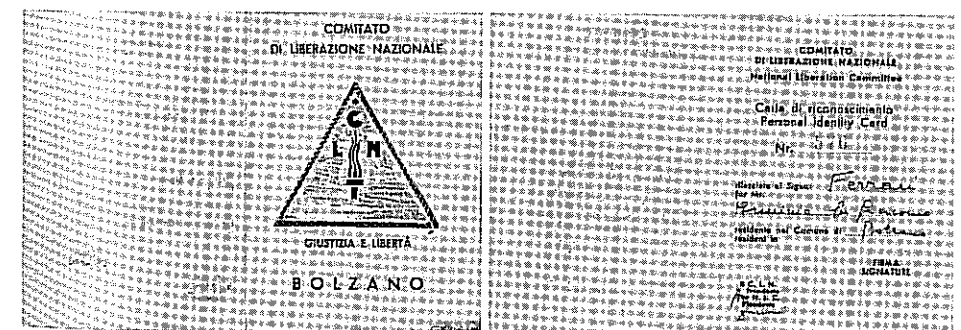 COMITATO
DI LIBERAZIONE NAZIONALE
C
L N
GIUSTIZIA E LIBERTÀ
BOLZANO
COMITATO
DI LIBERAZIONE NAZIONALE
National Liberation Committee
Carta di riconoscimento
Personal Identity Card
Nr.
rilasciata al Signor Ferrari
for Mr.
residente nel Comune di
resident in
FIRMA
SIGNATURE